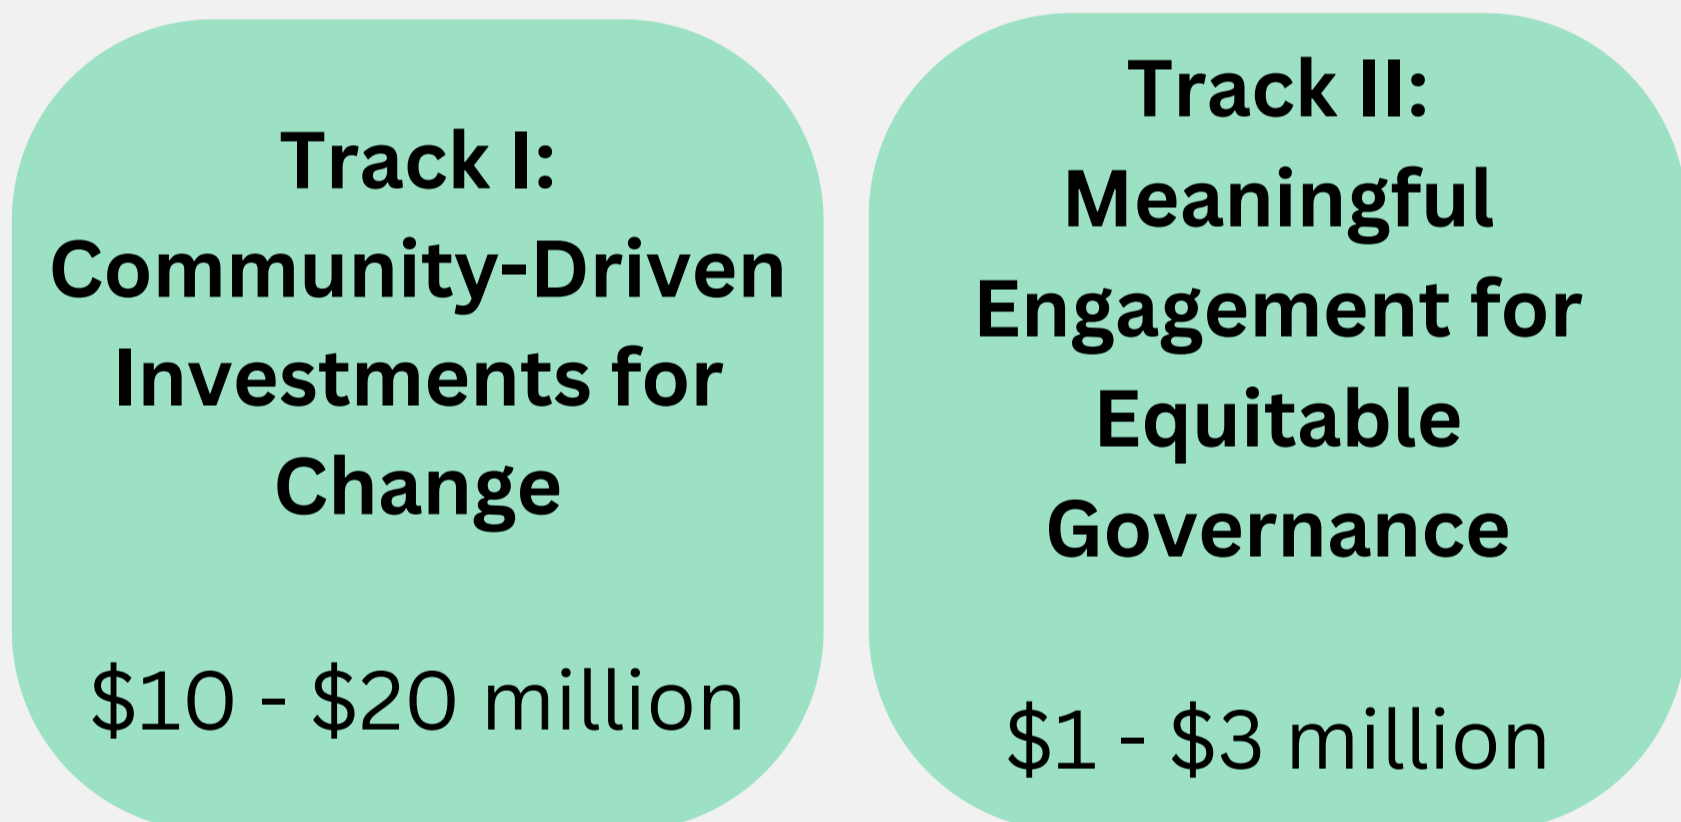 Track I:
Community-Driven
Investments for
Change
$10 - $20 million
Track II:
Meaningful
Engagement for
Equitable
Governance
$1 - $3 million